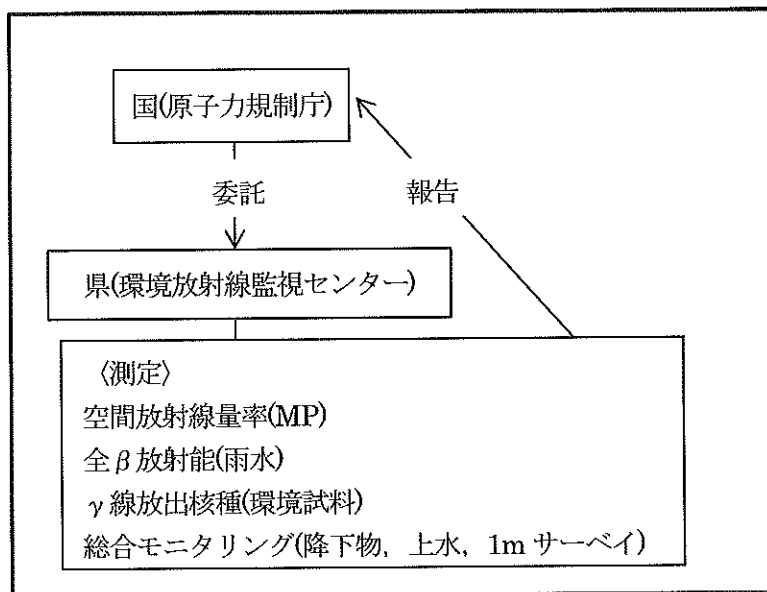 国(原子力規制庁)
委託
報告
県(環境放射線監視センター)
〈測定〉
空間放射線量率(MP)
全β放射能(雨水)
γ線放出核種(環境試料)
総合モニタリング(降下物，上水，1m サーベイ)